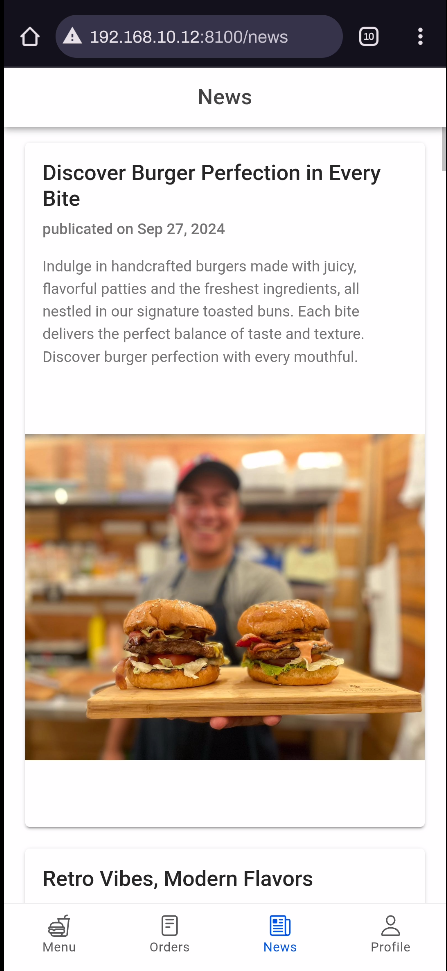 192.168.10.12:8100/news
10
News
Discover Burger Perfection in Every
Bite
publicated on Sep 27, 2024
Indulge in handcrafted burgers made with juicy,
flavorful patties and the freshest ingredients, all
nestled in our signature toasted buns. Each bite
delivers the perfect balance of taste and texture.
Discover burger perfection with every mouthful.
Retro Vibes, Modern Flavors
Menu
Orders
News
Profile